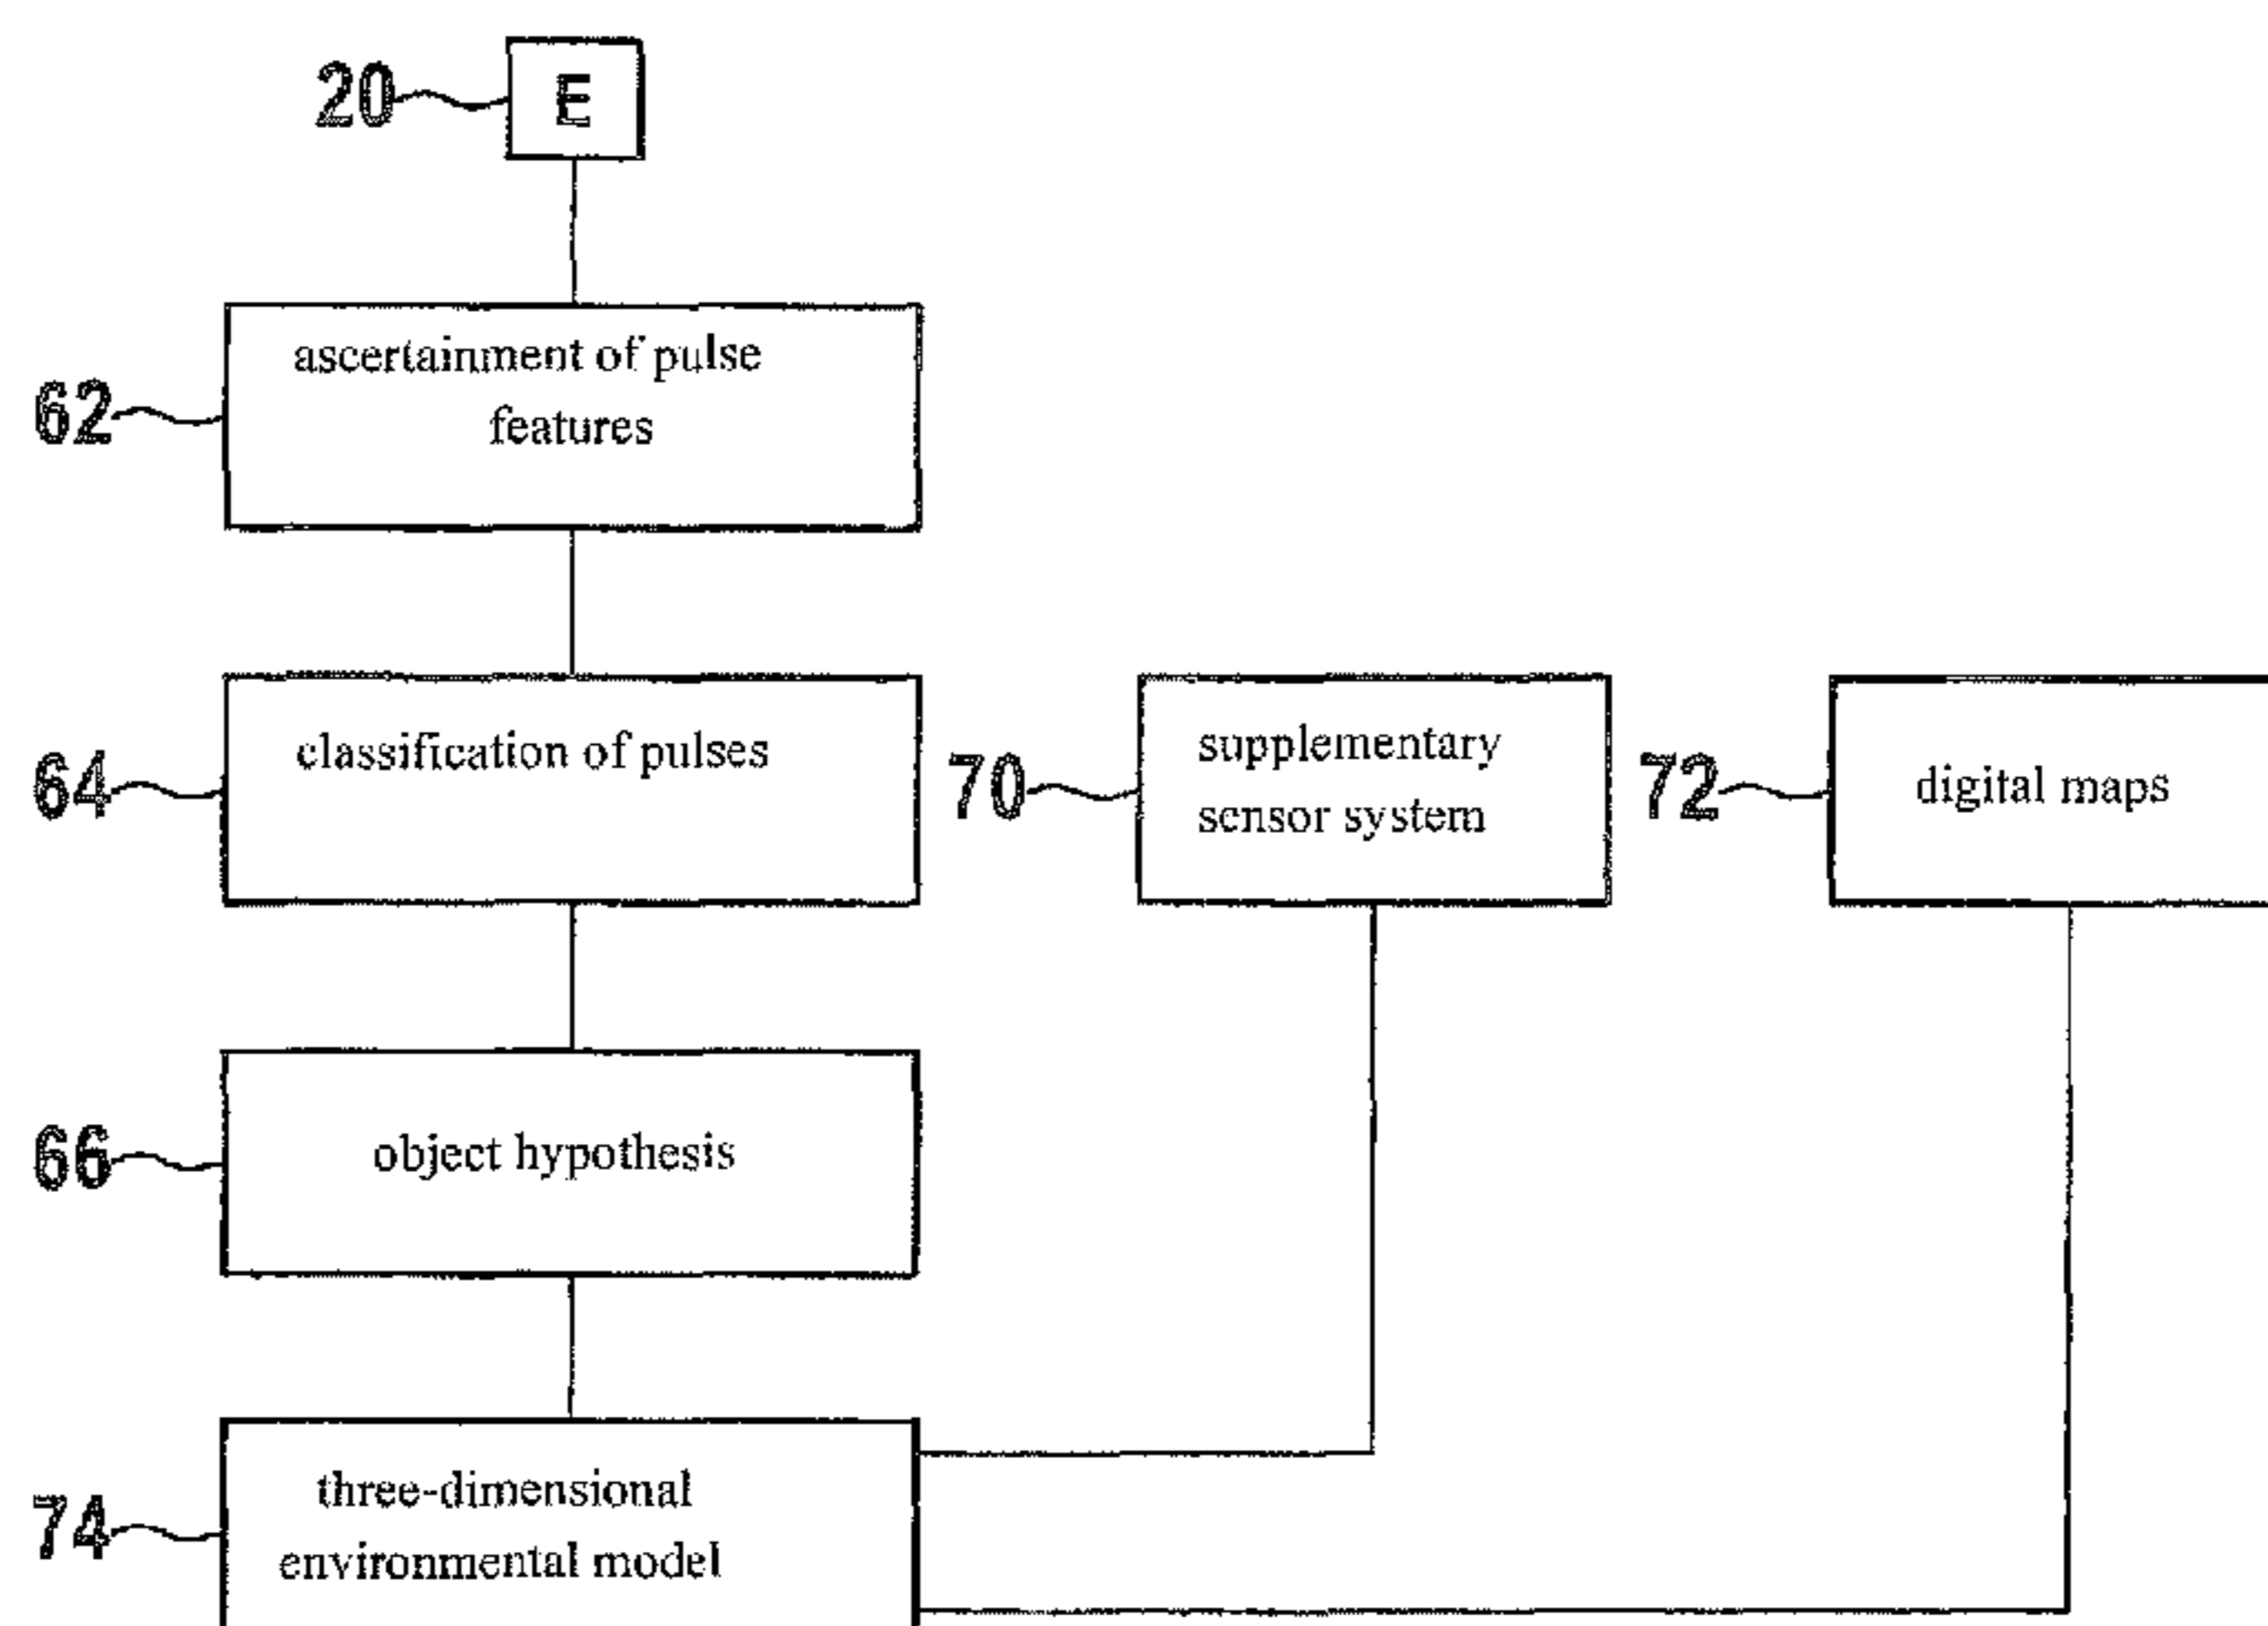 20
E
62
ascertainment of pulse
features
64
classification of pulses
70
supplementary
sensor system
72
digital maps
66
object hypothesis
74
three-dimensional
environmental model